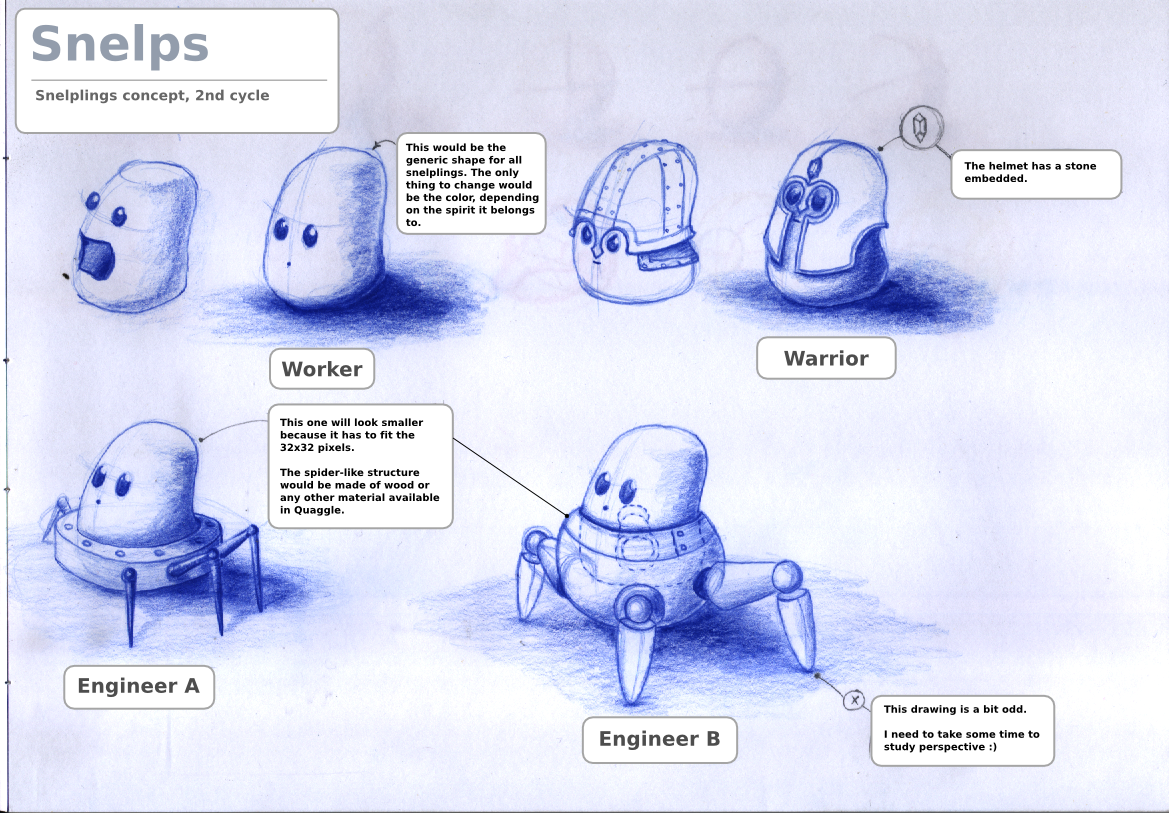 Snelps
Snelplings concept, 2nd cycle
This would be the
generic shape for all
snelplings. The only
thing to change would
be the color, depending
on the spirit it belongs
to.
The helmet has a stone
embedded.
Worker
Warrior
This one will look smaller
because it has to fit the
32x32 pixels.
The spider-like structure
would be made of wood or
any other material available
in Quaggle.
Engineer A
Engineer B
x
This drawing is a bit odd.
I need to take some time to
study perspective :)